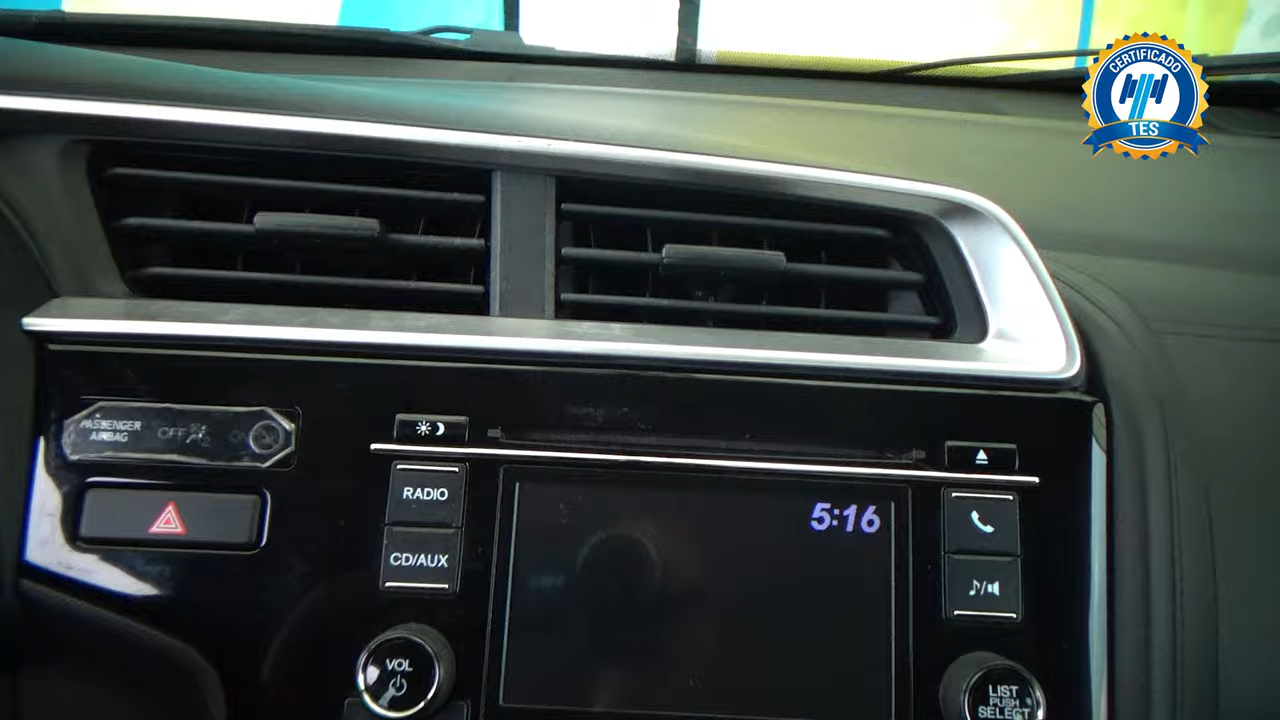 CERTIFICADO
TES
PASSENGER
AIRBAG
OFF
RADIO
CD/AUX
5:16
VOL
LIST
PUSH
SELECT